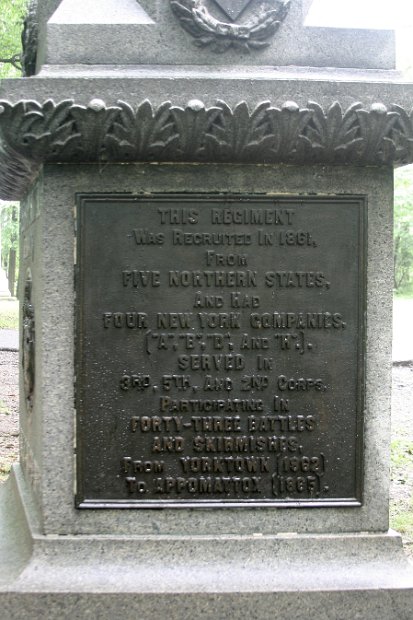 THIS REGIMENT
WAS RECRUITED IN 1861,
FROM
FIVE NORTHERN STATES,
AND HAD
FOUR NEW YORK COMPANIES,
("A", "B", "D", AND "H"),
SERVED IN
3RD, 5TH, AND 2ND CORPS.
PARTICIPATING IN
FORTY-THREE BATTLES
AND SKIRMISHES.
FROM YORKTOWN (1862)
TO APPOMATTOX (1865).